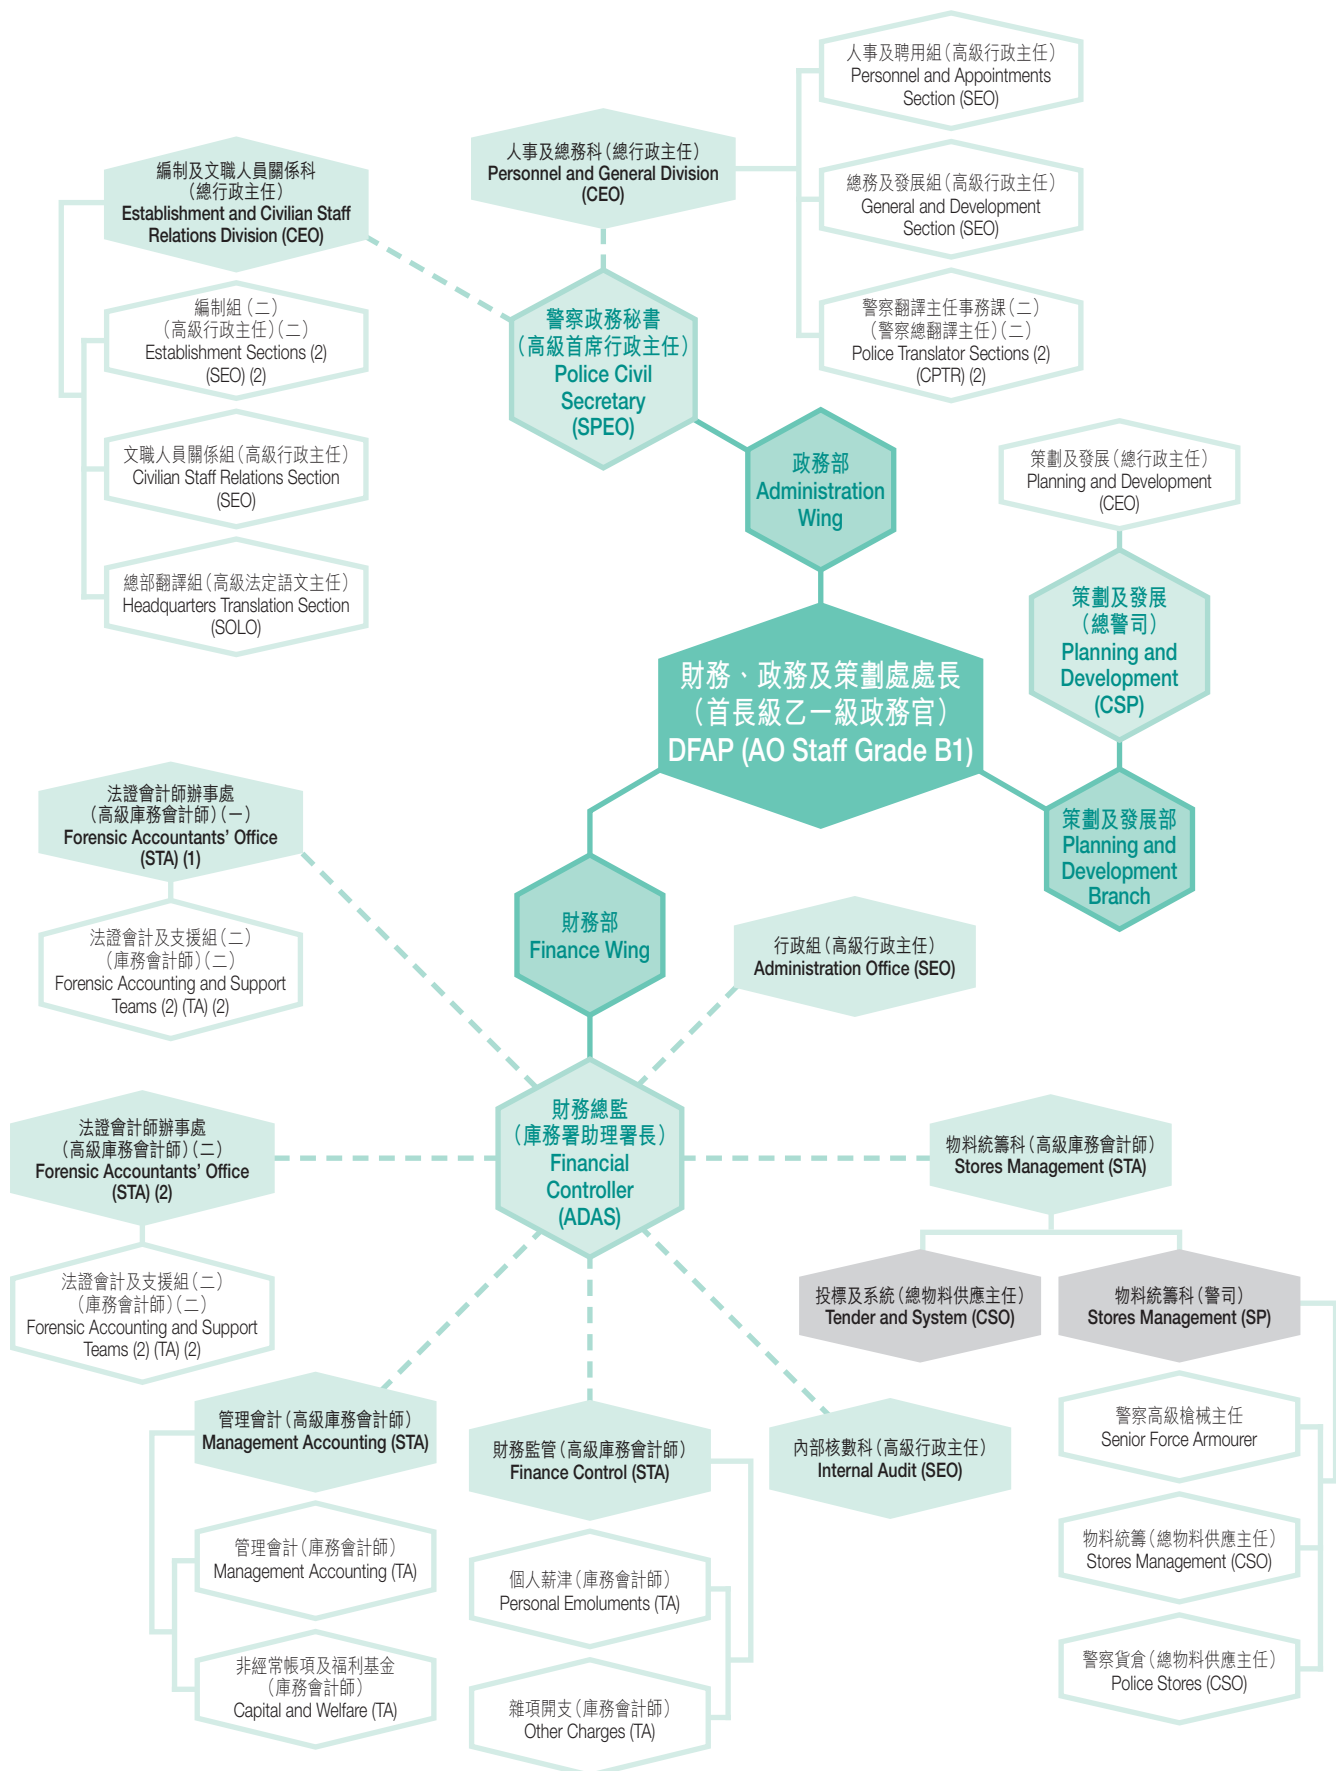 人事及聘用組（高級行政主任）
Personnel and Appointments
Section (SEO)
人事及總務科（總行政主任）
Personnel and General Division
(CEO)
編制及文職人員關係科
（總行政主任）
Establishment and Civilian Staff
Relations Division (CEO)
總務及發展組（高級行政主任）
General and Development
Section (SEO)
編制組（二）
（高級行政主任）（二）
Establishment Sections (2)
(SEO) (2)
警察政務秘書
（高級首席行政主任）
Police Civil
Secretary
(SPEO)
警察翻譯主任事務課（二）
（警察總翻譯主任）（二）
Police Translator Sections (2)
(CPTR) (2)
文職人員關係組（高級行政主任）
Civilian Staff Relations Section
(SEO)
政務部
Administration
Wing
策劃及發展（總行政主任）
Planning and Development
(CEO)
總部翻譯組（高級法定語文主任）
Headquarters Translation Section
(SOLO)
策劃及發展
（總警司）
Planning and
Development
(CSP)
財務、政務及策劃處處長
（首長級乙一級政務官）
DFAP (AO Staff Grade B1)
法證會計師辦事處
（高級庫務會計師）（一）
Forensic Accountants’ Office
(STA) (1)
策劃及發展部
Planning and
Development
Branch
法證會計及支援組（二）
（庫務會計師）（二）
Forensic Accounting and Support
Teams (2) (TA) (2)
財務部
Finance Wing
行政組（高級行政主任）
Administration Office (SEO)
法證會計師辦事處
（高級庫務會計師）（二）
Forensic Accountants’ Office
(STA) (2)
財務總監
（庫務署助理署長）
Financial
Controller
(ADAS)
物料統籌科（高級庫務會計師）
Stores Management (STA)
法證會計及支援組（二）
（庫務會計師）（二）
Forensic Accounting and Support
Teams (2) (TA) (2)
投標及系統（總物料供應主任）
Tender and System (CSO)
物料統籌科（警司）
Stores Management (SP)
管理會計（高級庫務會計師）
Management Accounting (STA)
財務監管（高級庫務會計師）
Finance Control (STA)
內部核數科（高級行政主任）
Internal Audit (SEO)
警察高級槍械主任
Senior Force Armourer
管理會計（庫務會計師）
Management Accounting (TA)
個人薪津（庫務會計師）
Personal Emoluments (TA)
物料統籌（總物料供應主任）
Stores Management (CSO)
非經常帳項及福利基金
（庫務會計師）
Capital and Welfare (TA)
雜項開支（庫務會計師）
Other Charges (TA)
警察貨倉（總物料供應主任）
Police Stores (CSO)